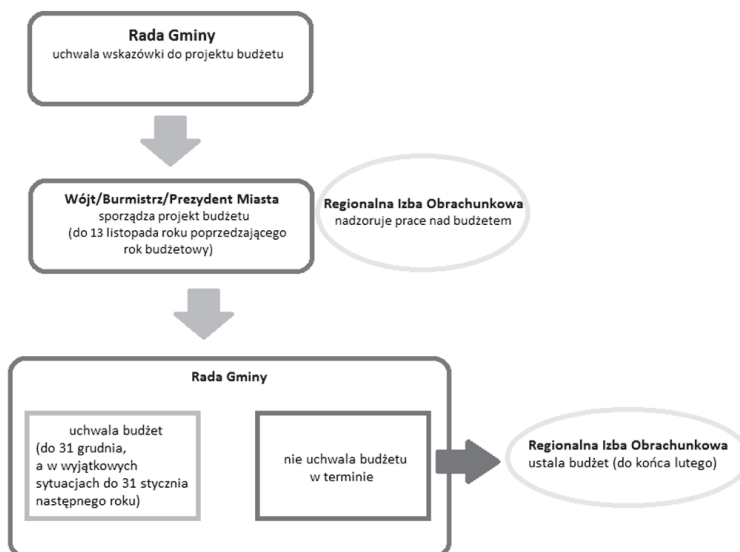 Rada Gminy
uchwala wskazówki do projektu budżetu
Wójt/Burmistrz/Prezydent Miasta
sporządza projekt budżetu
(do 13 listopada roku poprzedzającego
rok budżetowy)
Regionalna Izba Obrachunkowa
nadzoruje prace nad budżetem
Rada Gminy
uchwala budżet
(do 31 grudnia,
a w wyjątkowych
sytuacjach do 31 stycznia
następnego roku)
nie uchwala budżetu
w terminie
Regionalna Izba Obrachunkowa
ustala budżet (do końca lutego)